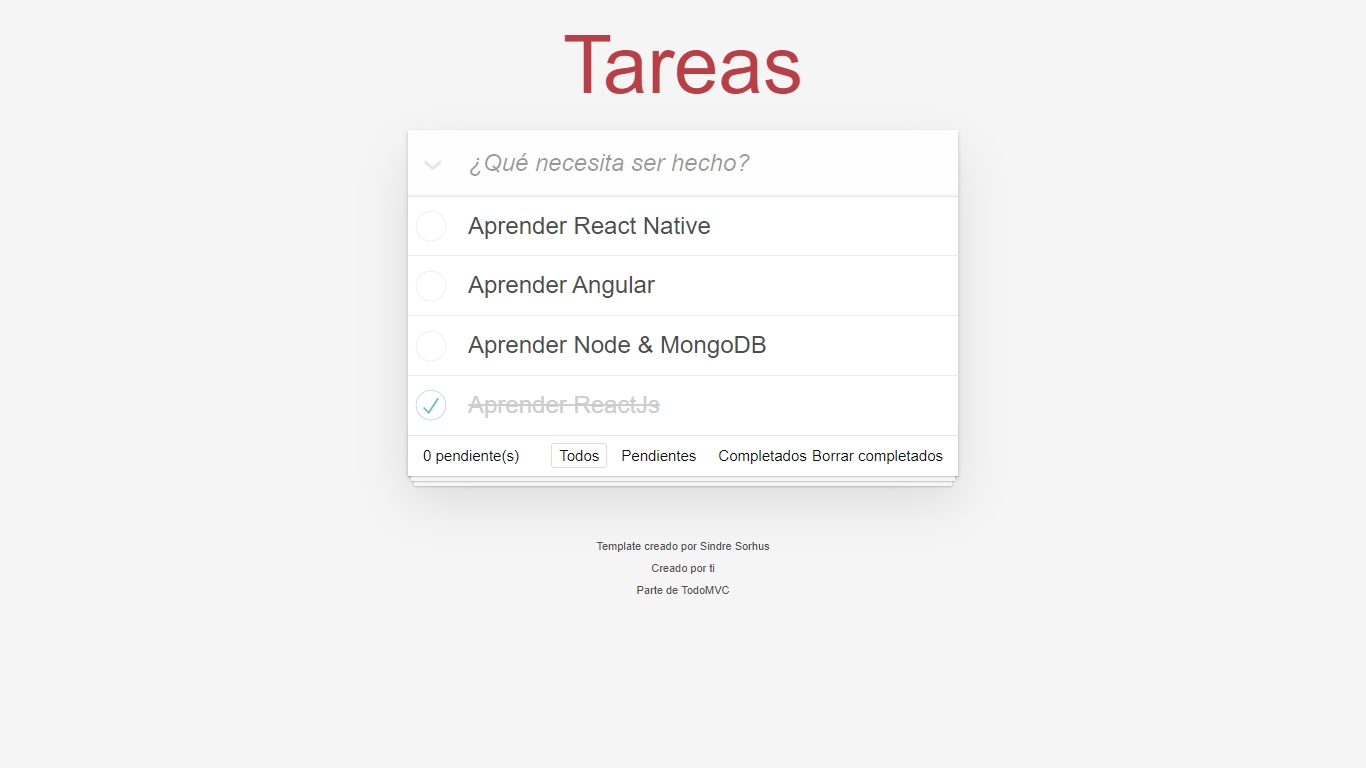 Tareas
¿Qué necesita ser hecho?
Aprender React Native
Aprender Angular
Aprender Node & MongoDB
Aprender ReactJs
0 pendiente(s) Todos Pendientes Completados Borrar completados
Template creado por Sindre Sorhus
Creado por ti
Parte de TodoMVC